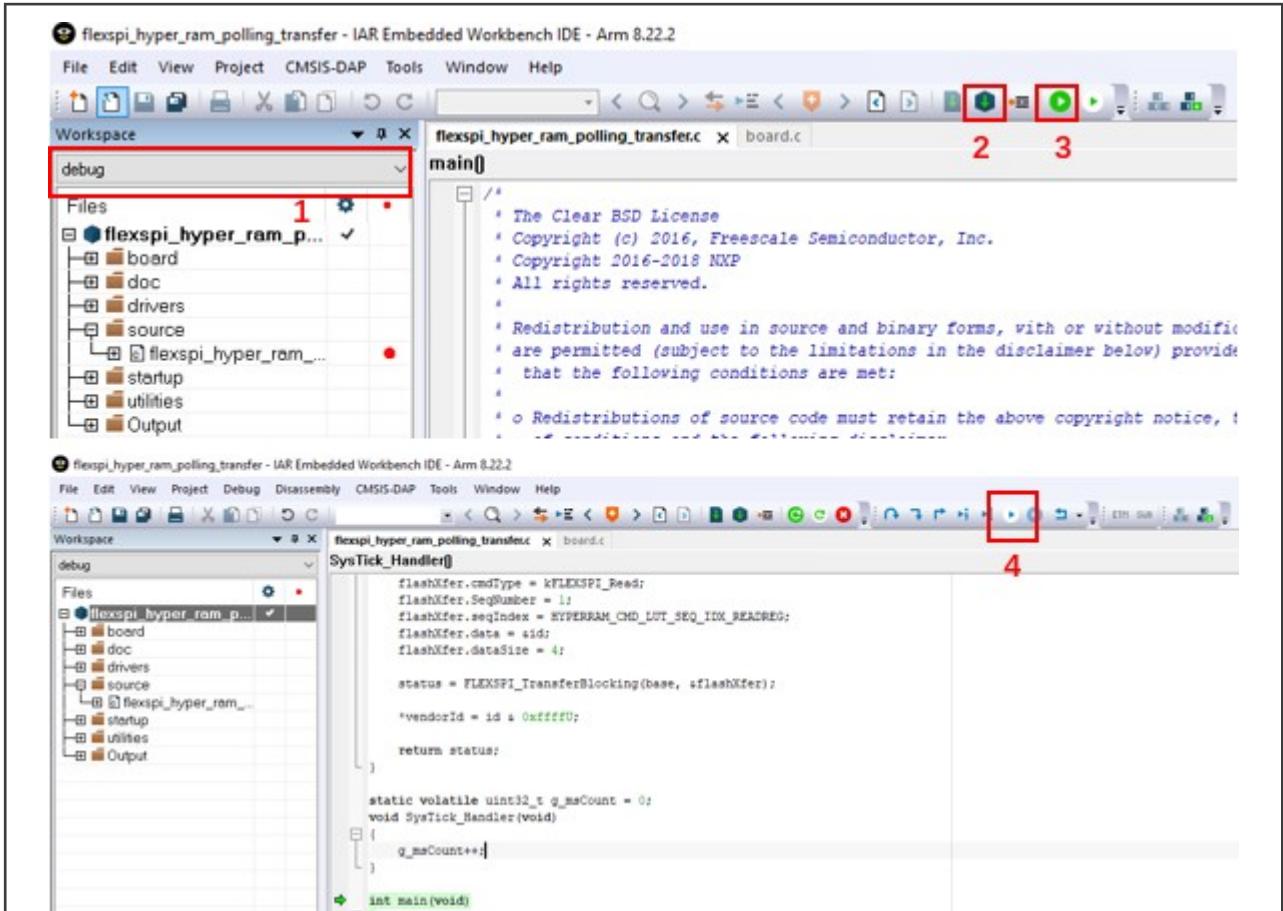 flexspi_hyper_ram_polling_transfer - IAR Embedded Workbench IDE - Arm 8.22.2
File Edit View Project CMSIS-DAP Tools Window Help
Workspace
flexspi_hyper_ram_polling_transfer.c x board.c
2 3
debug
main()
Files
1
flexspi_hyper_ram_p...
board
doc
drivers
source
flexspi_hyper_ram_...
startup
utilities
Output
/*
* The Clear BSD License
* Copyright (c) 2016, Freescale Semiconductor, Inc.
* Copyright 2016-2018 NXP
* All rights reserved.
*
* Redistribution and use in source and binary forms, with or without modific
* are permitted (subject to the limitations in the disclaimer below) provide
* that the following conditions are met:
*
* o Redistributions of source code must retain the above copyright notice, t
* of conditions and the following disclaimer
flexspi_hyper_ram_polling_transfer - IAR Embedded Workbench IDE - Arm 8.22.2
File Edit View Project Debug Disassembly CMSIS-DAP Tools Window Help
ETM SWO
Workspace
flexspi_hyper_ram_polling_transfer.c x board.c
4
debug
SysTick_Handler()
Files
flexspi_hyper_ram_p...
board
doc
drivers
source
flexspi_hyper_ram_...
startup
utilities
Output
flashXfer.cmdType = kFLEXSPI_Read;
flashXfer.SeqNumber = 1;
flashXfer.seqIndex = HYPERRAM_CMD_LUT_SEQ_IDX_READREG;
flashXfer.data = &id;
flashXfer.dataSize = 4;
status = FLEXSPI_TransferBlocking(base, &flashXfer);
*vendorId = id & 0xffffU;
return status;
}
static volatile uint32_t g_msCount = 0;
void SysTick_Handler(void)
{
g_msCount++;
}
int main(void)